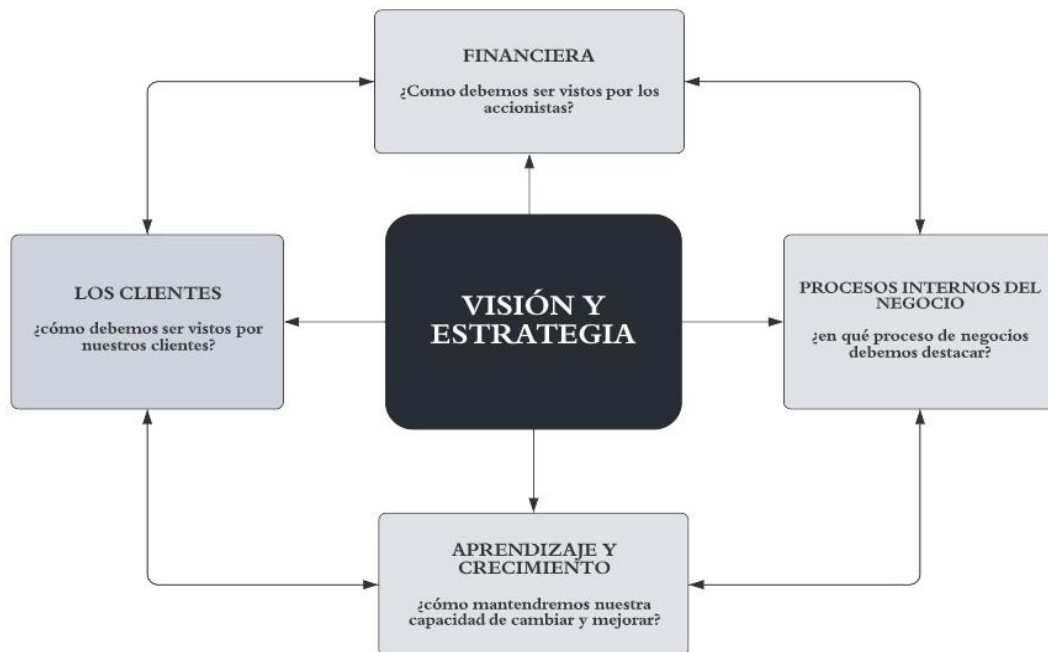 FINANCIERA
¿Como debemos ser vistos por los
accionistas?
LOS CLIENTES
¿cómo debemos ser vistos por
nuestros clientes?
VISIÓN Y
ESTRATEGIA
PROCESOS INTERNOS DEL
NEGOCIO
¿en qué proceso de negocios
debemos destacar?
APRENDIZAJE Y
CRECIMIENTO
¿cómo mantendremos nuestra
capacidad de cambiar y mejorar?